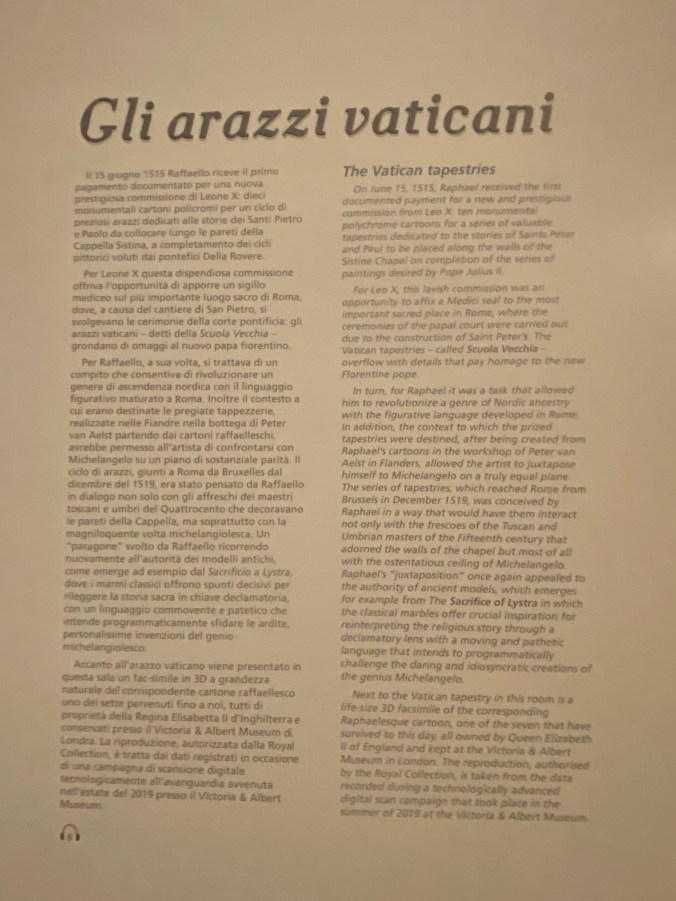 Gli arazzi vaticani
Il 15 giugno 1515 Raffaello riceve il primo
pagamento documentato per una nuova
prestigiosa commissione di Leone X: dieci
monumentali cartoni policromi per un ciclo di
preziosi arazzi dedicati alle storie dei Santi Pietro
e Paolo da collocare lungo le pareti della
Cappella Sistina, a completamento dei cicli
pittorici voluti dai pontefici Della Rovere.
Per Leone X questa dispendiosa commissione
offriva l'opportunità di apporre un sigillo
mediceo sul più importante luogo sacro di Roma,
dove, a causa del cantiere di San Pietro, si
svolgevano le cerimonie della corte pontificia: gli
arazzi vaticani – detti della Scuola Vecchia –
grondano di omaggi al nuovo papa fiorentino.
Per Raffaello, a sua volta, si trattava di un
compito che consentiva di rivoluzionare un
genere di ascendenza nordica con il linguaggio
figurativo maturato a Roma. Inoltre il contesto a
cui erano destinate le pregiate tappezzerie,
realizzate nelle Fiandre nella bottega di Peter
van Aelst partendo dai cartoni raffaelleschi,
avrebbe permesso all'artista di confrontarsi con
Michelangelo su un piano di sostanziale parità. Il
ciclo di arazzi, giunti a Roma da Bruxelles dal
dicembre del 1519, era stato pensato da Raffaello
in dialogo non solo con gli affreschi dei maestri
toscani e umbri del Quattrocento che decoravano
le pareti della Cappella, ma soprattutto con la
magniloquente volta michelangiolesca. Un
"paragone" svolto da Raffaello ricorrendo
nuovamente all'autorità dei modelli antichi,
come emerge ad esempio dal Sacrificio a Lystra,
dove i marmi classici offrono spunti decisivi per
rileggere la storia sacra in chiave declamatoria,
con un linguaggio commovente e patetico che
intende programmaticamente sfidare le ardite,
personalissime invenzioni del genio
michelangiolesco.
Accanto all'arazzo vaticano viene presentato in
questa sala un fac-simile in 3D a grandezza
naturale del corrispondente cartone raffaellesco
uno dei sette pervenuti fino a noi, tutti di
proprietà della Regina Elisabetta II d'Inghilterra e
conservati presso il Victoria & Albert Museum di
Londra. La riproduzione, autorizzata dalla Royal
Collection, è tratta dai dati registrati in occasione
di una campagna di scansione digitale
tecnologicamente all'avanguardia avvenuta
nell'estate del 2019 presso il Victoria & Albert
Museum.
The Vatican tapestries
On June 15, 1515, Raphael received the first
documented payment for a new and prestigious
commission from Leo X: ten monumental
polychrome cartoons for a series of valuable
tapestries dedicated to the stories of Saints Peter
and Paul to be placed along the walls of the
Sistine Chapel on completion of the series of
paintings desired by Pope Julius II.
For Leo X, this lavish commission was an
opportunity to affix a Medici seal to the most
important sacred place in Rome, where the
ceremonies of the papal court were carried out
due to the construction of Saint Peter's. The
Vatican tapestries – called Scuola Vecchia –
overflow with details that pay homage to the new
Florentine pope.
In turn, for Raphael it was a task that allowed
him to revolutionize a genre of Nordic ancestry
with the figurative language developed in Rome.
In addition, the context to which the prized
tapestries were destined, after being created from
Raphael's cartoons in the workshop of Peter van
Aelst in Flanders, allowed the artist to juxtapose
himself to Michelangelo on a truly equal plane.
The series of tapestries, which reached Rome from
Brussels in December 1519, was conceived by
Raphael in a way that would have them interact
not only with the frescoes of the Tuscan and
Umbrian masters of the Fifteenth century that
adorned the walls of the chapel but most of all
with the ostentatious ceiling of Michelangelo.
Raphael's "juxtaposition" once again appealed to
the authority of ancient models, which emerges
for example from The Sacrifice of Lystra in which
the classical marbles offer crucial inspiration for
reinterpreting the religious story through a
declamatory lens with a moving and pathetic
language that intends to programmatically
challenge the daring and idiosyncratic creations of
the genius Michelangelo.
Next to the Vatican tapestry in this room is a
life-size 3D facsimile of the corresponding
Raphaelesque cartoon, one of the seven that have
survived to this day, all owned by Queen Elizabeth
II of England and kept at the Victoria & Albert
Museum in London. The reproduction, authorised
by the Royal Collection, is taken from the data
recorded during a technologically advanced
digital scan campaign that took place in the
summer of 2019 at the Victoria & Albert Museum.